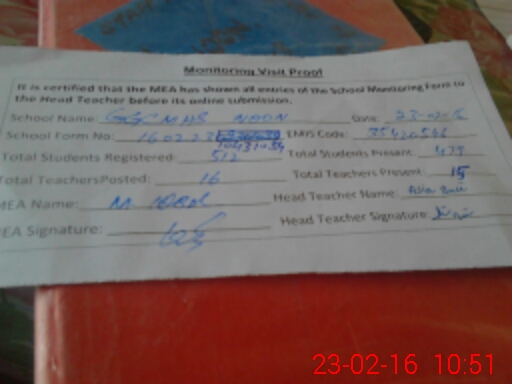 Monitoring Visit Proof
It is certified that the MEA has shown all entries of the School Monitoring Form to
the Head Teacher before its online submission.
School Name: NOON Date: 23-02-16
School Form No: EMIS Code:
Total Students Registered: 512 Total Students Present: 479
Total TeachersPosted: 16 Total Teachers Present: 15
MEA Name: M Head Teacher Name:
MEA Signature: Head Teacher Signature:
23-02-16 10:51